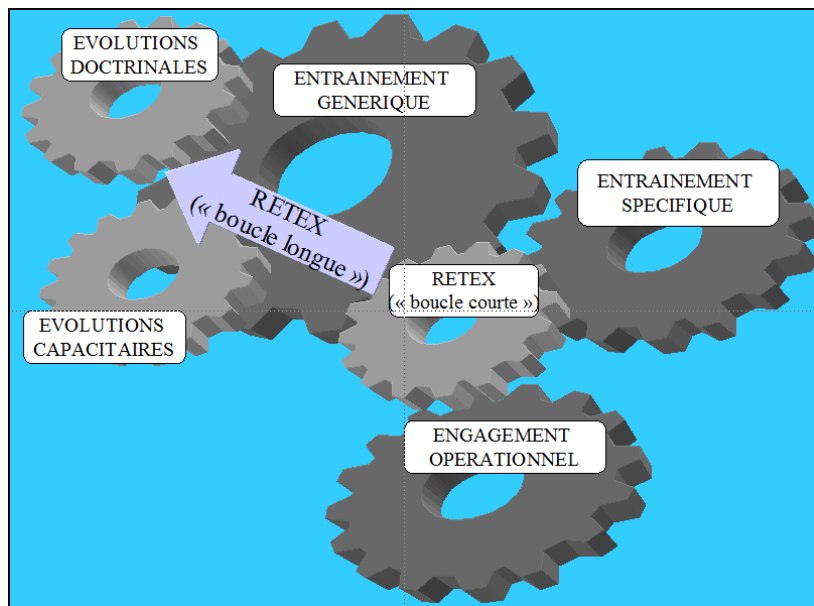 EVOLUTIONS
DOCTRINALES
ENTRAINEMENT
GENERIQUE
ENTRAINEMENT
SPECIFIQUE
RETEX
(« boucle longue »)
RETEX
(« boucle courte »)
EVOLUTIONS
CAPACITAIRES
ENGAGEMENT
OPERATIONNEL